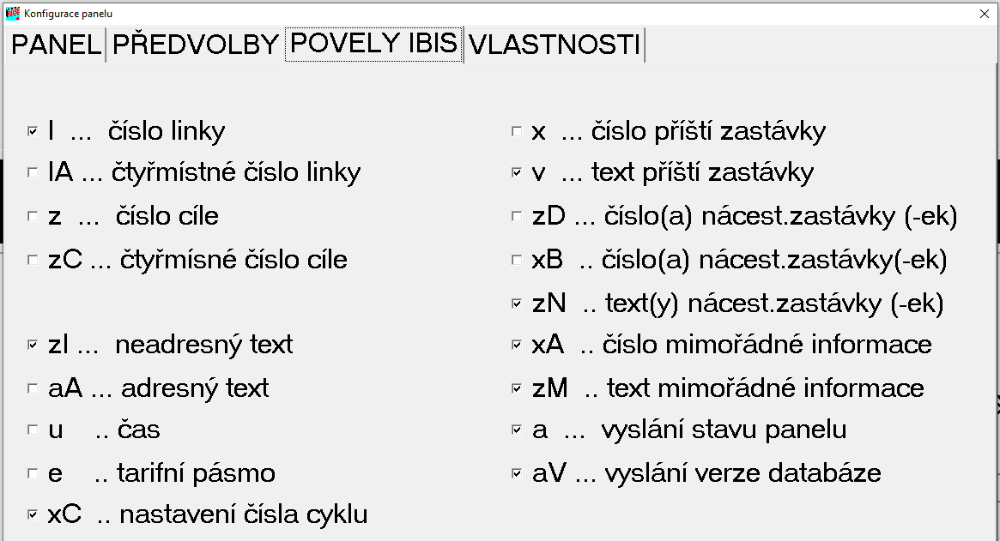 Konfigurace panelu
PANEL PŘEDVOLBY POVELY IBIS VLASTNOSTI
l ... číslo linky
lA ... čtyřmístné číslo linky
z ... číslo cíle
zC ... čtyřmísné číslo cíle
zI ... neadresný text
aA ... adresný text
u .. čas
e .. tarifní pásmo
xC .. nastavení čísla cyklu
x ... číslo příští zastávky
v ... text příští zastávky
zD ... číslo(a) nácest.zastávky (-ek)
xB .. číslo(a) nácest.zastávky(-ek)
zN .. text(y) nácest.zastávky (-ek)
xA .. číslo mimořádné informace
zM .. text mimořádné informace
a ... vyslání stavu panelu
aV ... vyslání verze databáze